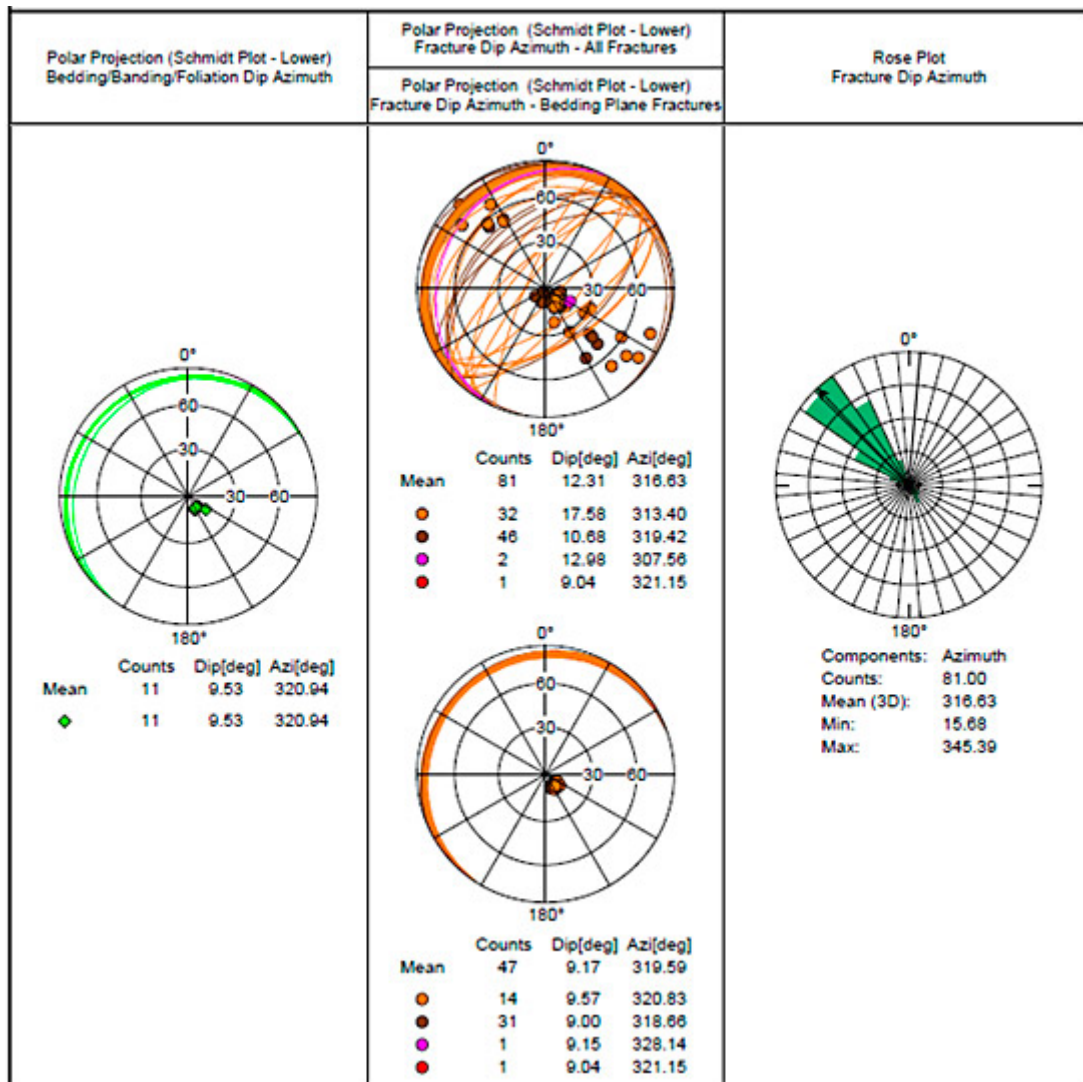 Polar Projection (Schmidt Plot - Lower)
Bedding/Banding/Foliation Dip Azimuth
Polar Projection (Schmidt Plot - Lower)
Fracture Dip Azimuth - All Fractures
Polar Projection (Schmidt Plot - Lower)
Fracture Dip Azimuth - Bedding Plane Fractures
Rose Plot
Fracture Dip Azimuth
0°
60
30
30 60
180°
Counts Dip[deg] Azi[deg]
Mean 11 9.53 320.94
11 9.53 320.94
0°
60
30
30 60
180°
Counts Dip[deg] Azi[deg]
Mean 81 12.31 316.63
32 17.58 313.40
46 10.68 319.42
2 12.98 307.56
1 9.04 321.15
0°
60
30
30 60
180°
Counts Dip[deg] Azi[deg]
Mean 47 9.17 319.59
14 9.57 320.83
31 9.00 318.66
1 9.15 328.14
1 9.04 321.15
0°
180°
Components: Azimuth
Counts: 81.00
Mean (3D): 316.63
Min: 15.68
Max: 345.39